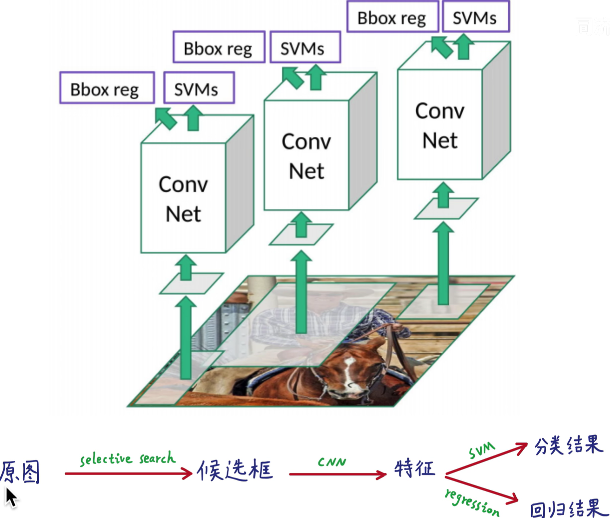 Bbox reg SVMs
Bbox reg SVMs
Bbox reg SVMs
Conv
Net
Conv
Net
Conv
Net
原图 selective search 候选框 CNN 特征 SVM 分类结果
regression 回归结果